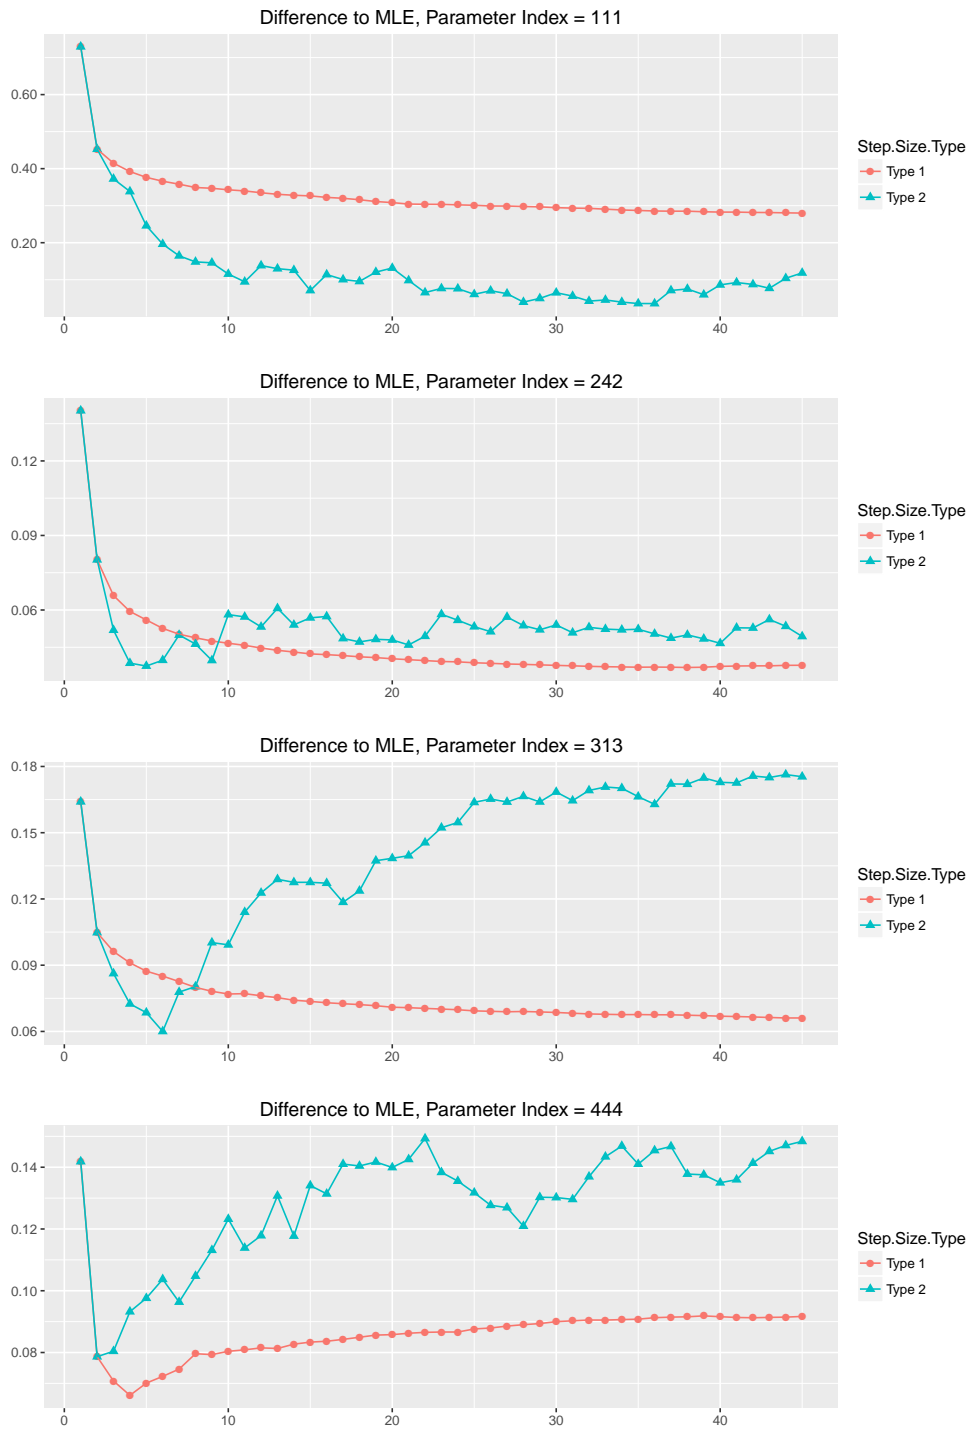 Difference to MLE, Parameter Index = 111
0.60
0.40
0.20
0 10 20 30 40
Step.Size.Type
Type 1
Type 2
Difference to MLE, Parameter Index = 242
0.12
0.09
0.06
0 10 20 30 40
Step.Size.Type
Type 1
Type 2
Difference to MLE, Parameter Index = 313
0.18
0.15
0.12
0.09
0.06
0 10 20 30 40
Step.Size.Type
Type 1
Type 2
Difference to MLE, Parameter Index = 444
0.14
0.12
0.10
0.08
0 10 20 30 40
Step.Size.Type
Type 1
Type 2